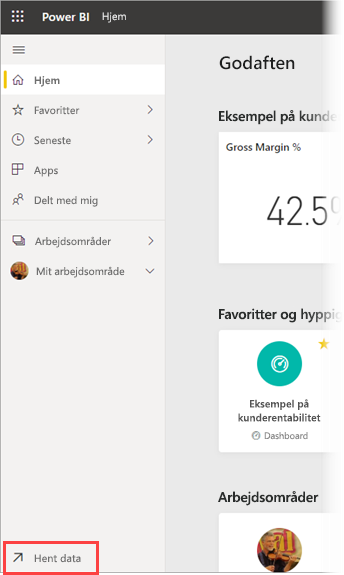 Power BI Hjem
Hjem
Favoritter
Seneste
Apps
Delt med mig
Arbejdsområder
Mit arbejdsområde
Hent data
Godaften
Eksempel på kunde
Gross Margin %
42.5%
Favoritter og hyppig
Eksempel på
kunderentabilitet
Dashboard
Arbejdsområder